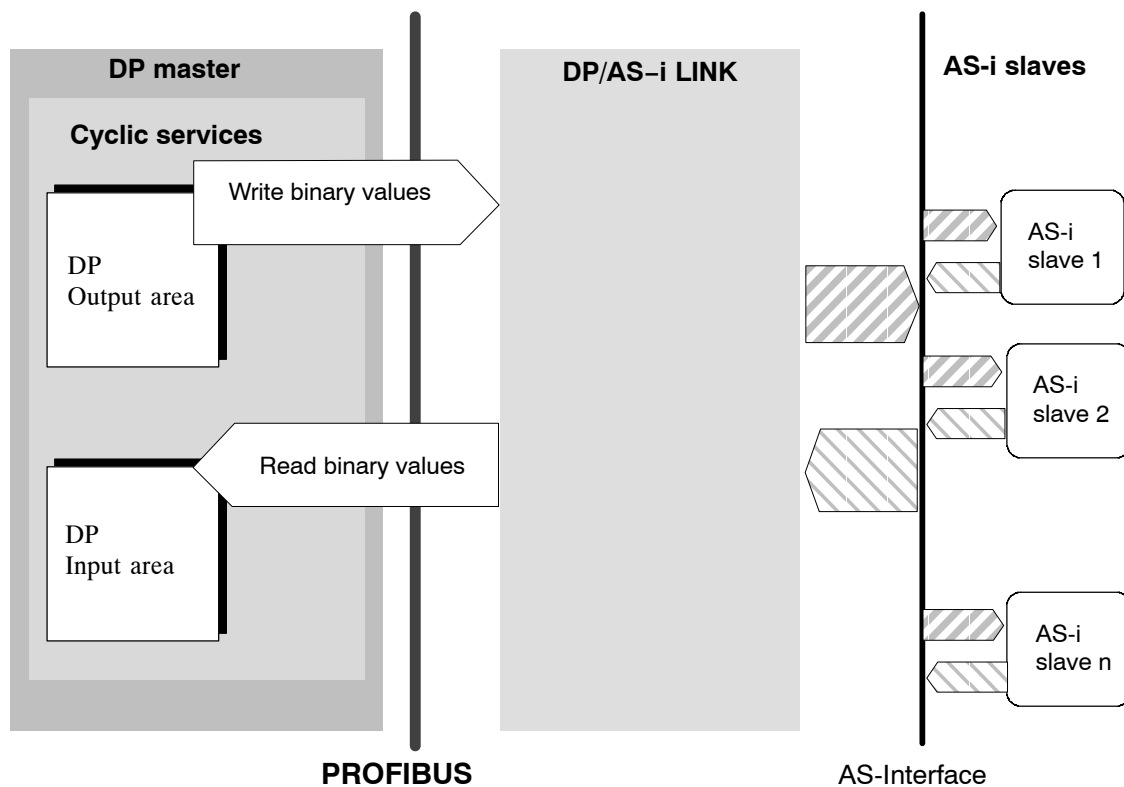 DP master
DP/AS–i LINK
AS-i slaves
Cyclic services
Write binary values
DP
Output area
AS-i
slave 1
AS-i
slave 2
Read binary values
DP
Input area
AS-i
slave n
PROFIBUS
AS-Interface